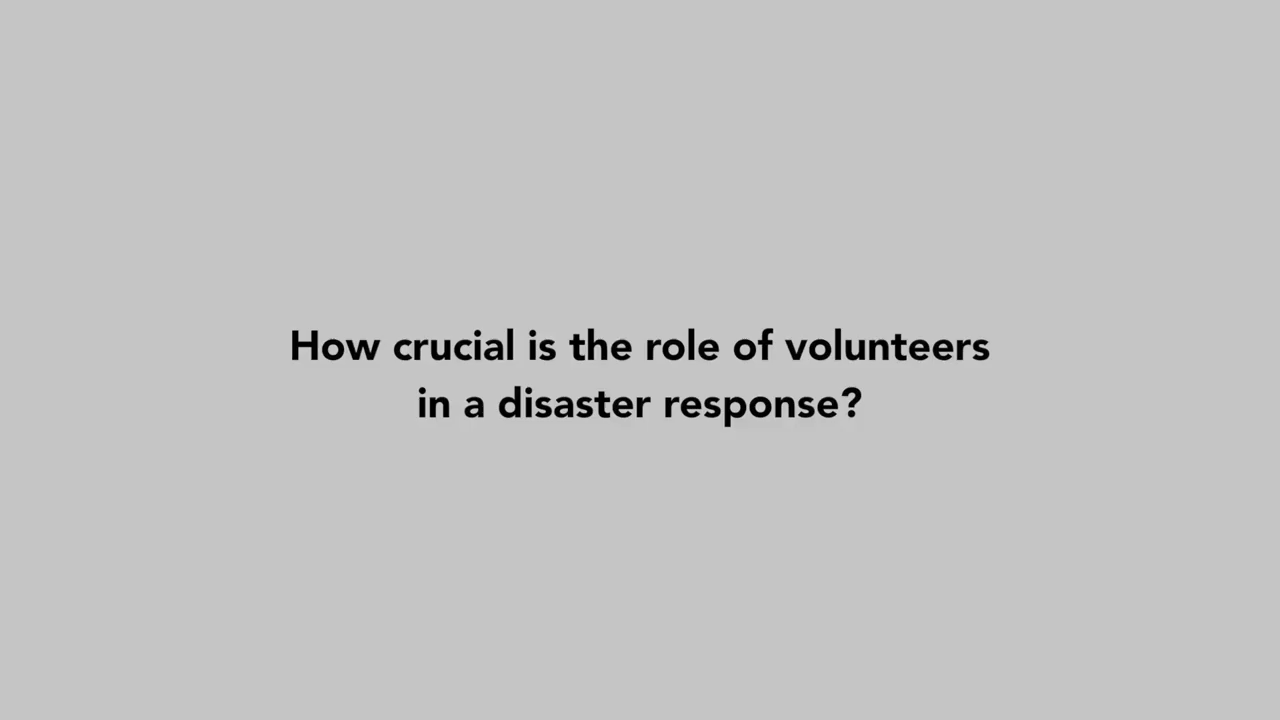 How crucial is the role of volunteers
in a disaster response?